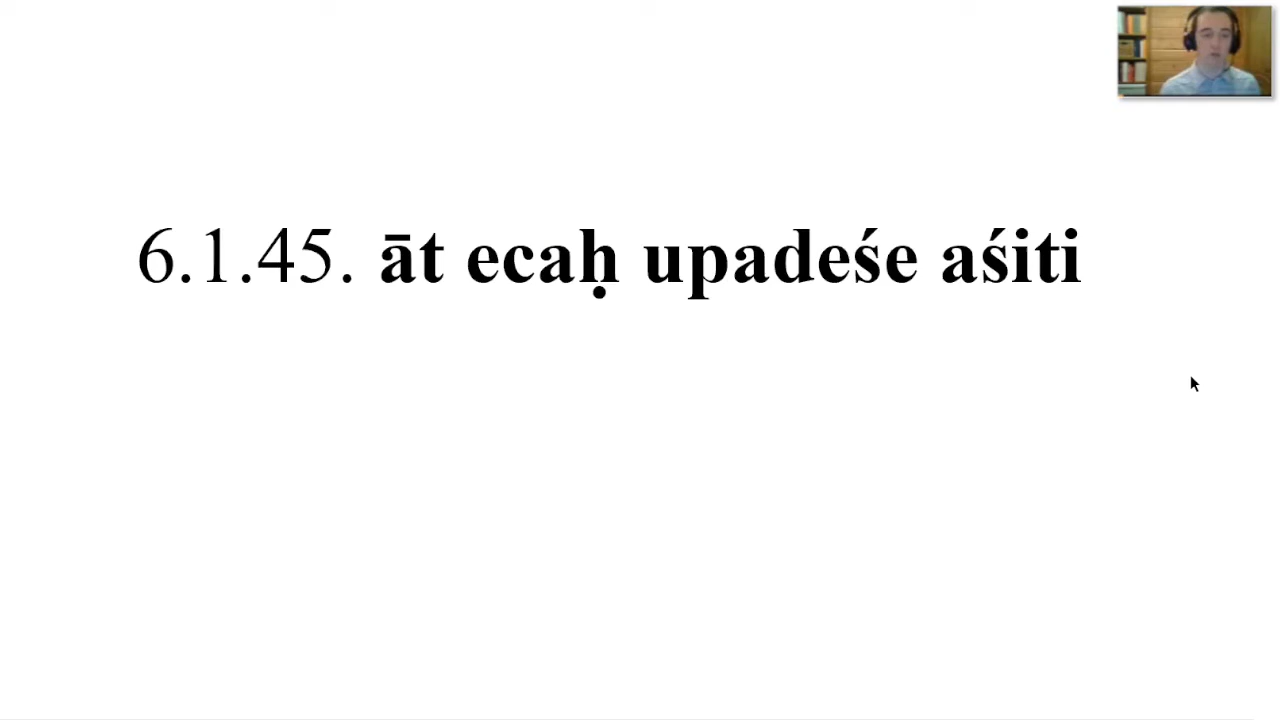 6.1.45. āt ecaḥ upadeśe aśiti